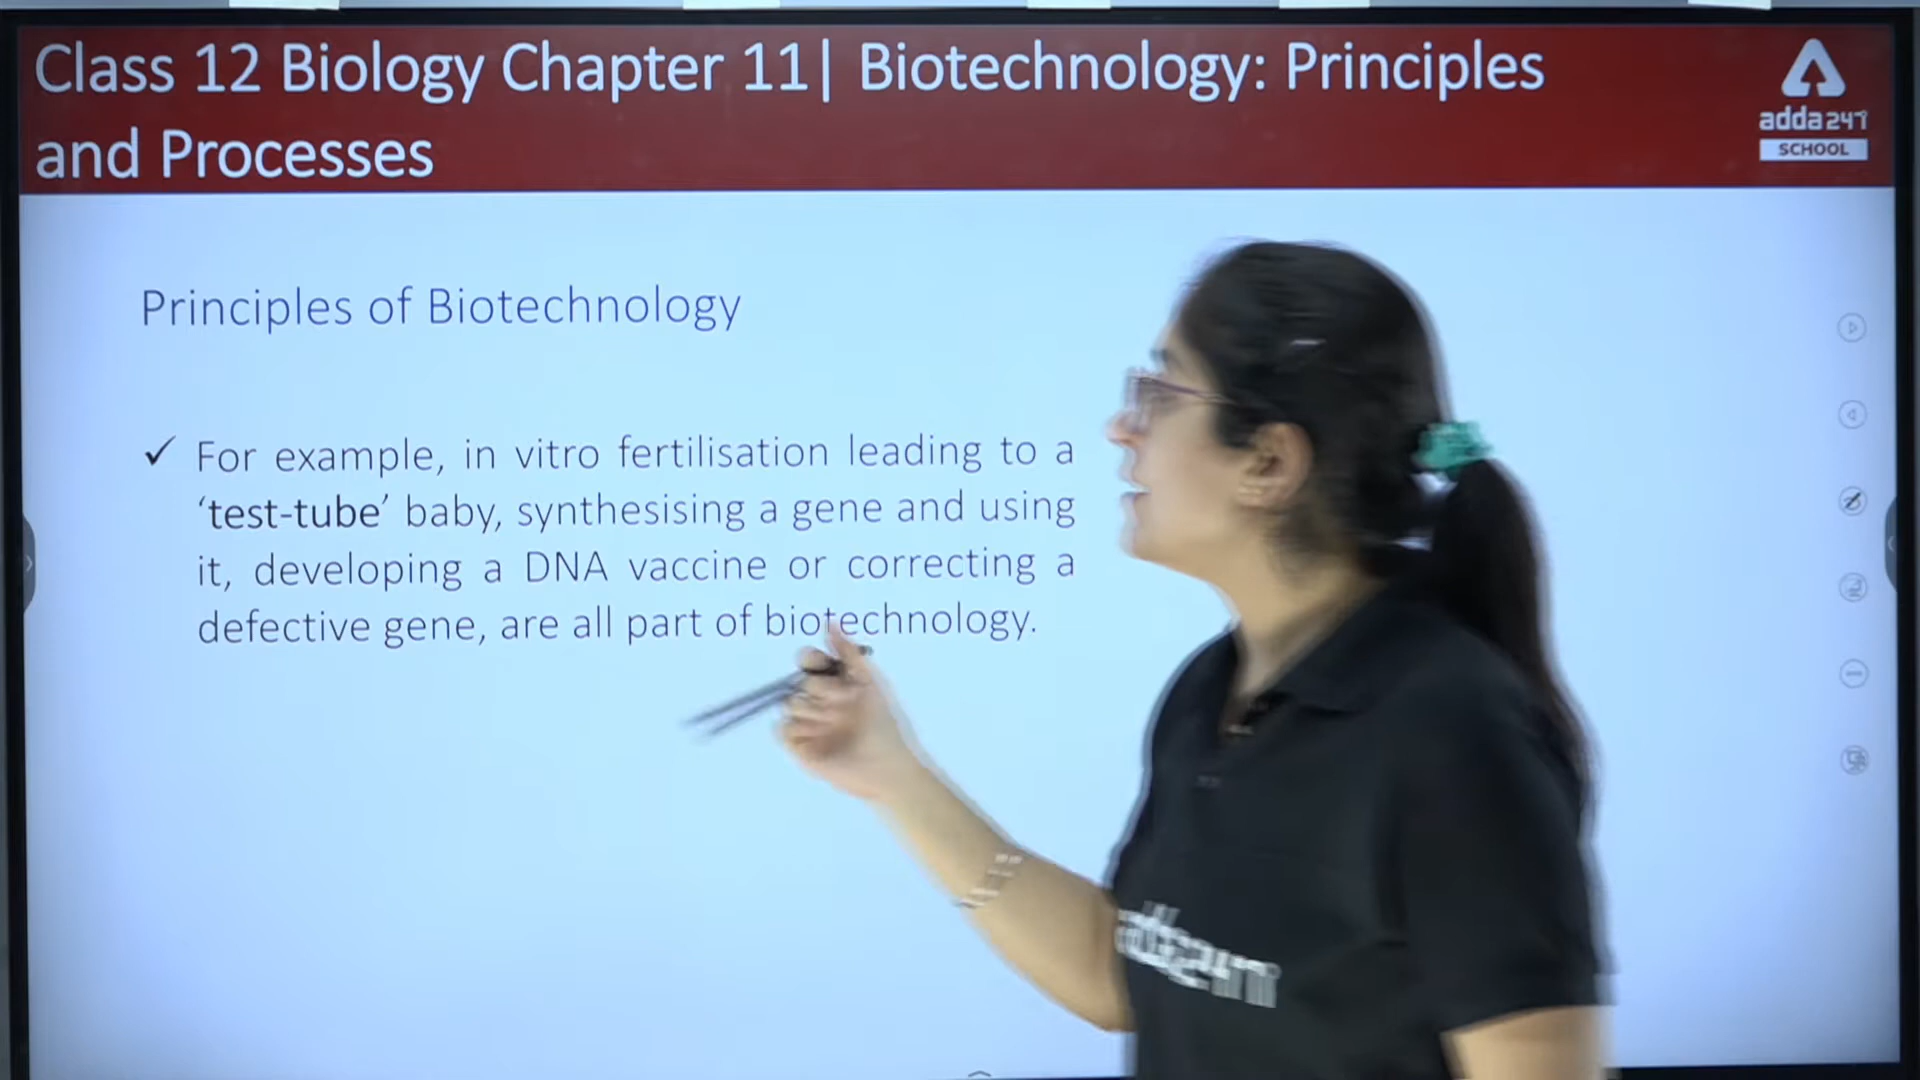 Class 12 Biology Chapter 11| Biotechnology: Principles
and Processes
adda247
SCHOOL
Principles of Biotechnology
✓ For example, in vitro fertilisation leading to a
‘test-tube’ baby, synthesising a gene and using
it, developing a DNA vaccine or correcting a
defective gene, are all part of biotechnology.
adda247